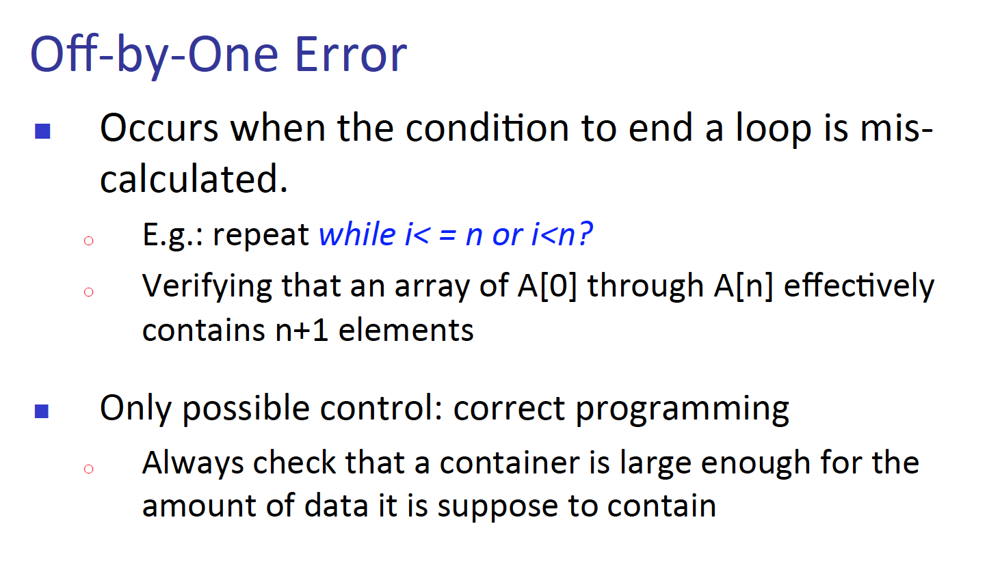 Off-by-One Error
Occurs when the condition to end a loop is mis-
calculated.
E.g.: repeat while i< = n or i<n?
Verifying that an array of A[0] through A[n] effectively
contains n+1 elements
Only possible control: correct programming
Always check that a container is large enough for the
amount of data it is suppose to contain